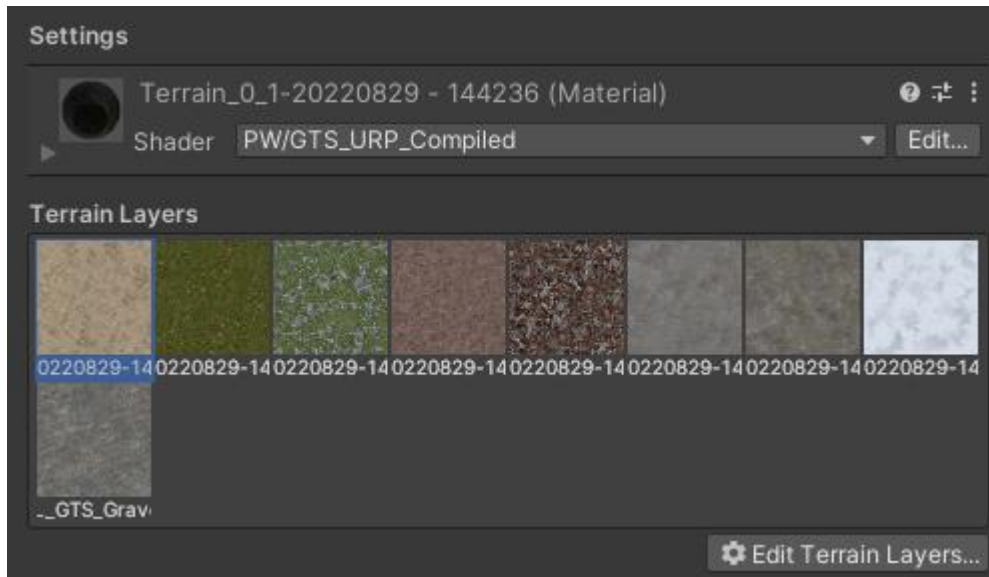 Settings
Terrain_0_1-20220829 - 144236 (Material)
Shader PW/GTS_URP_Compiled Edit...
Terrain Layers
0220829-14 0220829-14 0220829-14 0220829-14 0220829-14 0220829-14 0220829-14 0220829-14
._GTS_Grav
Edit Terrain Layers...